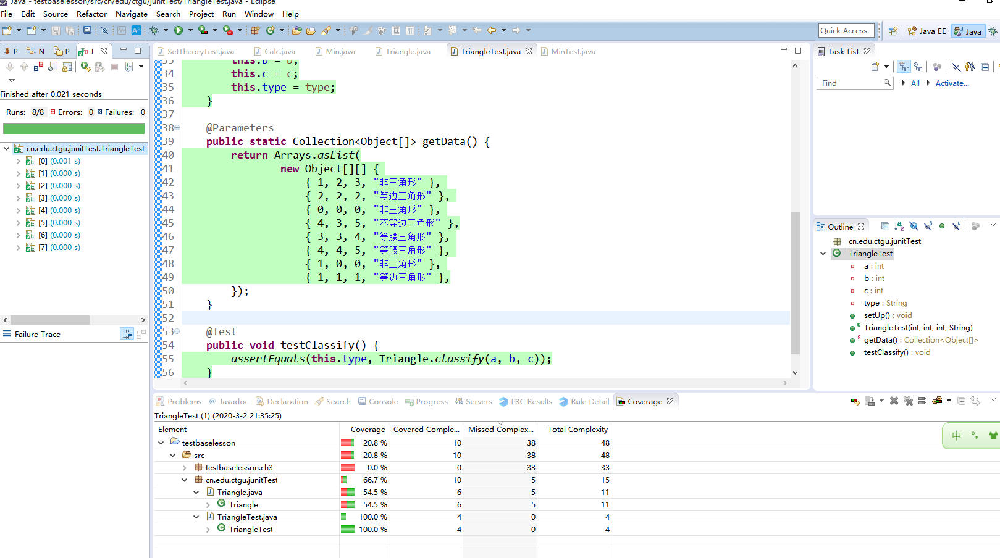 Java - testbaselesson/src/cn/edu/ctgu/junitTest/TriangleTest.java - Eclipse
File Edit Source Refactor Navigate Search Project Run Window Help
Quick Access Java EE Java
P N P J
Finished after 0.021 seconds
Runs: 8/8 Errors: 0 Failures: 0
cn.edu.ctgu.junitTest.TriangleTest
[0] (0.001 s)
[1] (0.000 s)
[2] (0.000 s)
[3] (0.000 s)
[4] (0.000 s)
[5] (0.000 s)
[6] (0.000 s)
[7] (0.000 s)
Failure Trace
SetTheoryTest.java Calc.java Min.java Triangle.java TriangleTest.java MinTest.java
33 this.b = b;
34 this.c = c;
35 this.type = type;
36 }
37
38 @Parameters
39 public static Collection<Object[]> getData() {
40 return Arrays.asList(
41 new Object[][] {
42 { 1, 2, 3, "非三角形" },
43 { 2, 2, 2, "等边三角形" },
44 { 0, 0, 0, "非三角形" },
45 { 4, 3, 5, "不等边三角形" },
46 { 3, 3, 4, "等腰三角形" },
47 { 4, 4, 5, "等腰三角形" },
48 { 1, 0, 0, "非三角形" },
49 { 1, 1, 1, "等边三角形" },
50 });
51 }
52
53 @Test
54 public void testClassify() {
55 assertEquals(this.type, Triangle.classify(a, b, c));
56 }
Task List
Find All Activate...
Outline
cn.edu.ctgu.junitTest
TriangleTest
a : int
b : int
c : int
type : String
setUp() : void
TriangleTest(int, int, int, String)
getData() : Collection<Object[]>
testClassify() : void
Problems Javadoc Declaration Search Console Progress Servers P3C Results Rule Detail Coverage
TriangleTest (1) (2020-3-2 21:35:25)
Element Coverage Covered Comple... Missed Complex... Total Complexity
testbaselesson 20.8 % 10 38 48
src 20.8 % 10 38 48
testbaselesson.ch3 0.0 % 0 33 33
cn.edu.ctgu.junitTest 66.7 % 10 5 15
Triangle.java 54.5 % 6 5 11
Triangle 54.5 % 6 5 11
TriangleTest.java 100.0 % 4 0 4
TriangleTest 100.0 % 4 0 4
中 °,